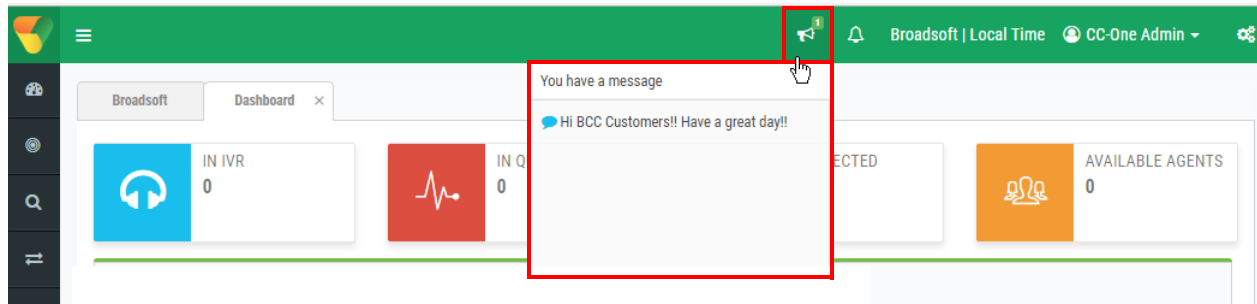 1
Broadsoft | Local Time CC-One Admin
You have a message
Broadsoft Dashboard ×
Hi BCC Customers!! Have a great day!!
IN IVR
0
IN Q
0
ECTED
AVAILABLE AGENTS
0